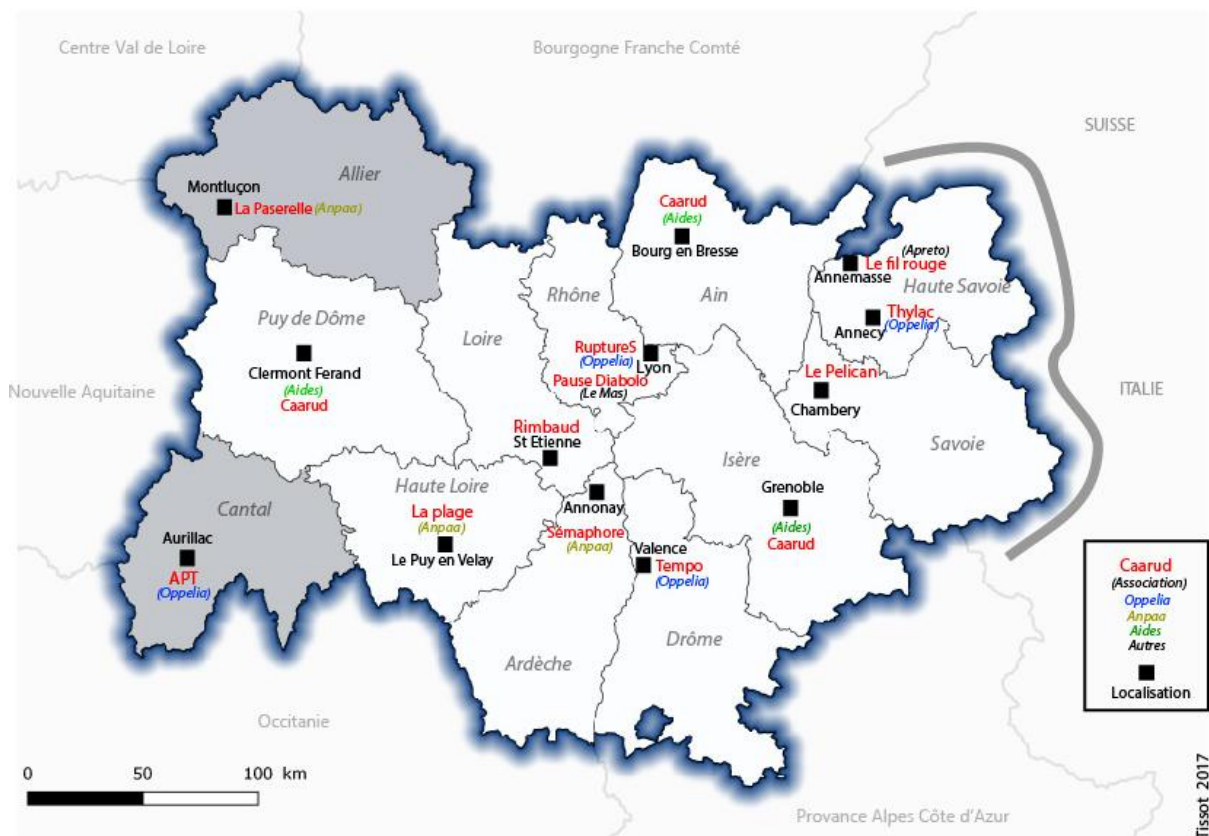 Centre Val de Loire
Bourgogne Franche Comté
SUISSE
Allier
Montluçon
La Paserelle (Anpaa)
Caarud
(Aides)
Bourg en Bresse
Ain
(Apreto)
Le fil rouge
Annemasse
Haute Savoie
Rhône
Puy de Dôme
Loire
Thylac
Annecy
(Oppelia)
RuptureS
(Oppelia)
Lyon
Pause Diabolo
(Le Mas)
Le Pelican
Chambery
Clermont Ferand
(Aides)
Caarud
Nouvelle Aquitaine
ITALIE
Rimbaud
St Etienne
Savoie
Isère
Haute Loire
Grenoble
(Aides)
Caarud
Cantal
La plage
(Anpaa)
Le Puy en Velay
Annonay
Sémaphore
(Anpaa)
Aurillac
APT
(Oppelia)
Valence
Tempo
(Oppelia)
Ardèche
Drôme
Caarud
(Association)
Oppelia
Anpaa
Aides
Autres
Localisation
Occitanie
0 50 100 km
Provance Alpes Côte d'Azur
Tissot 2017